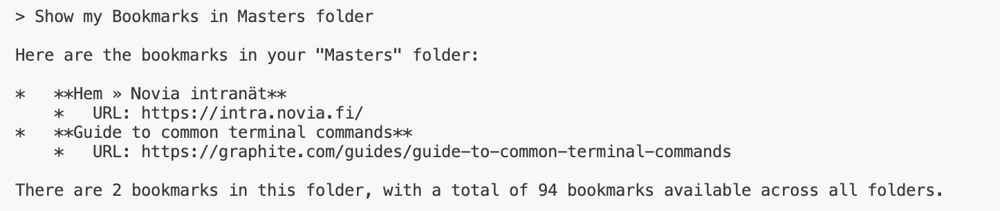 > Show my Bookmarks in Masters folder
Here are the bookmarks in your "Masters" folder:
*   **Hem » Novia intranät**
    *   URL: https://intra.novia.fi/
*   **Guide to common terminal commands**
    *   URL: https://graphite.com/guides/guide-to-common-terminal-commands
There are 2 bookmarks in this folder, with a total of 94 bookmarks available across all folders.